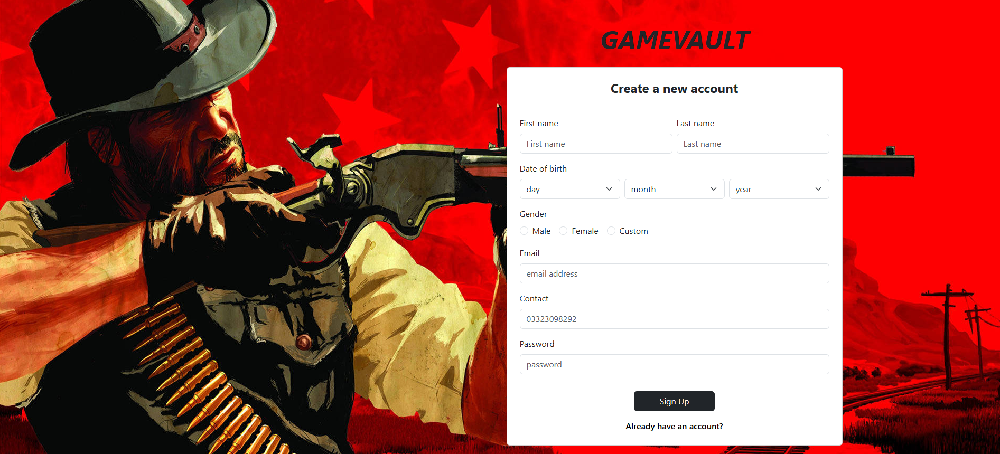 GAMEVAULT
Create a new account
First name Last name
First name Last name
Date of birth
day month year
Gender
Male Female Custom
Email
email address
Contact
03323098292
Password
password
Sign Up
Already have an account?